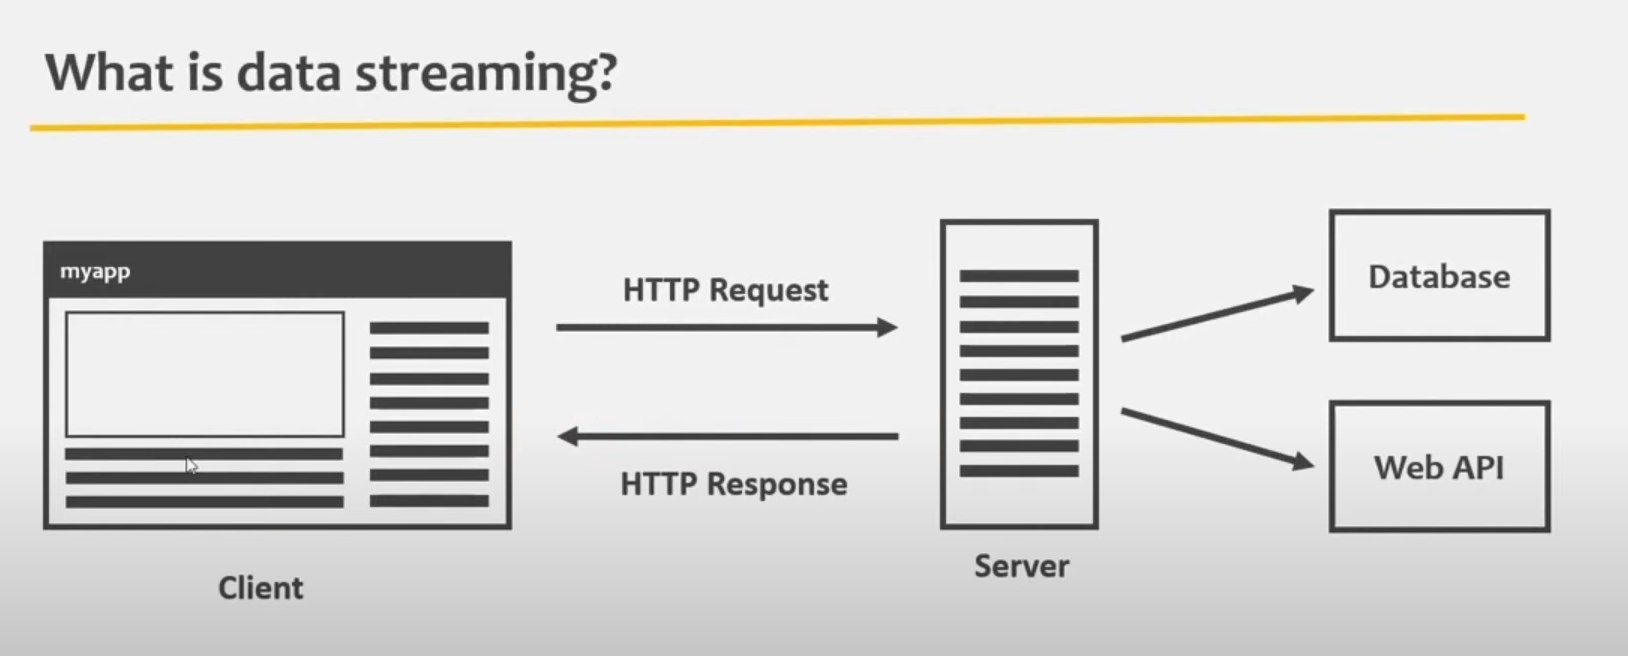 What is data streaming?
myapp
HTTP Request
HTTP Response
Client
Server
Database
Web API